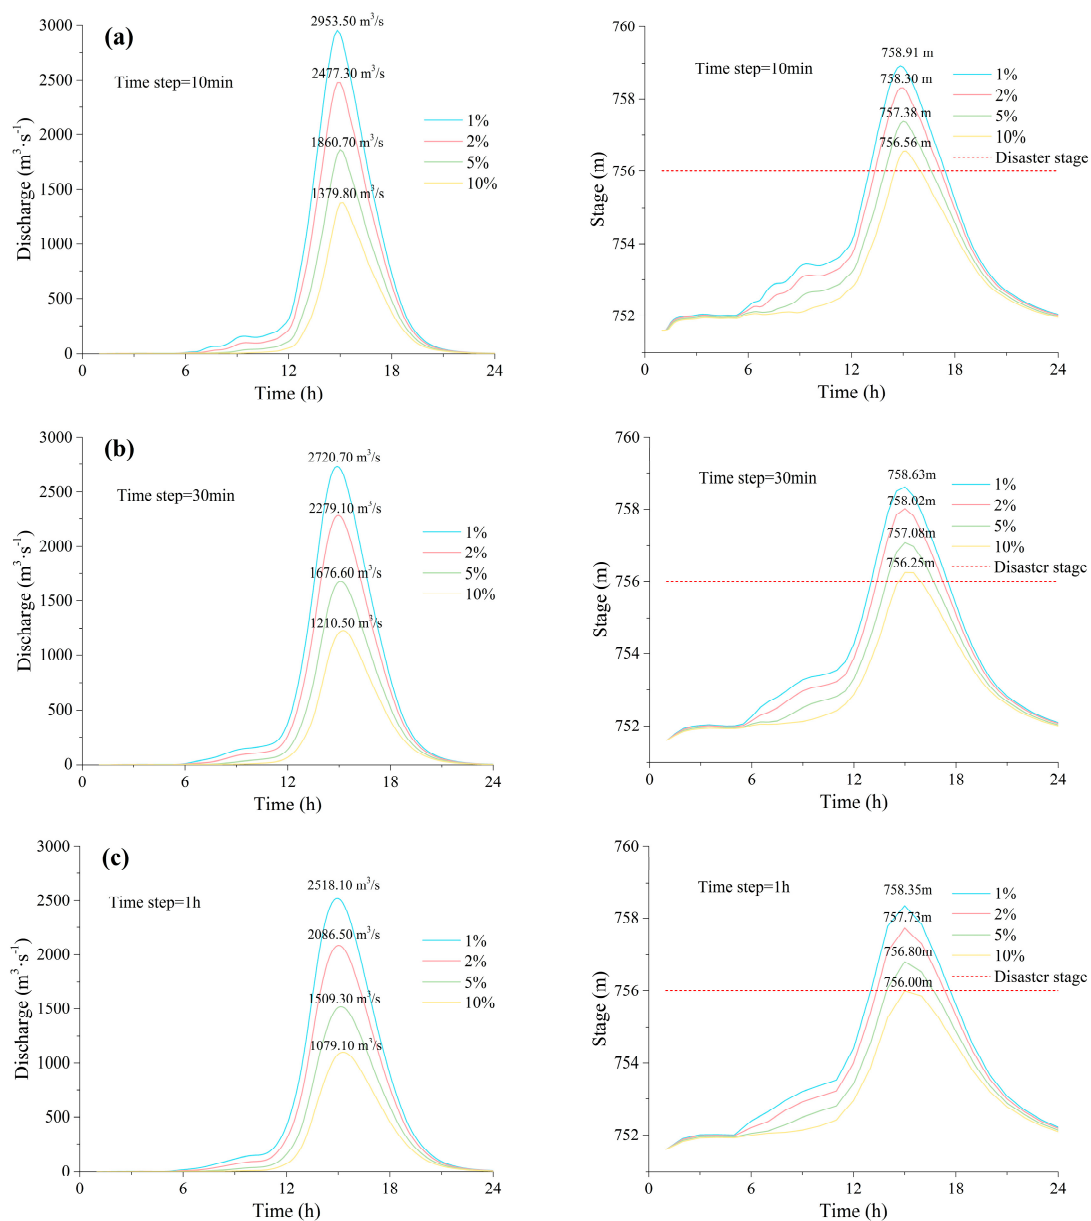 (a)
Time step=10min
2953.50 m³/s
2477.30 m³/s
1860.70 m³/s
1379.80 m³/s
1%
2%
5%
10%
3000
2500
2000
1500
1000
500
0
Discharge (m³·s⁻¹)
0 6 12 18 24
Time (h)
Time step=10min
758.91 m
758.30 m
757.38 m
756.56 m
1%
2%
5%
10%
Disaster stage
760
758
756
754
752
Stage (m)
0 6 12 18 24
Time (h)
(b)
Time step=30min
2720.70 m³/s
2279.10 m³/s
1676.60 m³/s
1210.50 m³/s
1%
2%
5%
10%
3000
2500
2000
1500
1000
500
0
Discharge (m³·s⁻¹)
0 6 12 18 24
Time (h)
Time step=30min
758.63m
758.02m
757.08m
756.25m
1%
2%
5%
10%
Disaster stage
760
758
756
754
752
Stage (m)
0 6 12 18 24
Time (h)
(c)
Time step=1h
2518.10 m³/s
2086.50 m³/s
1509.30 m³/s
1079.10 m³/s
1%
2%
5%
10%
3000
2500
2000
1500
1000
500
0
Discharge (m³·s⁻¹)
0 6 12 18 24
Time (h)
Time step=1h
758.35m
757.73m
756.80m
756.00m
1%
2%
5%
10%
Disaster stage
760
758
756
754
752
Stage (m)
0 6 12 18 24
Time (h)